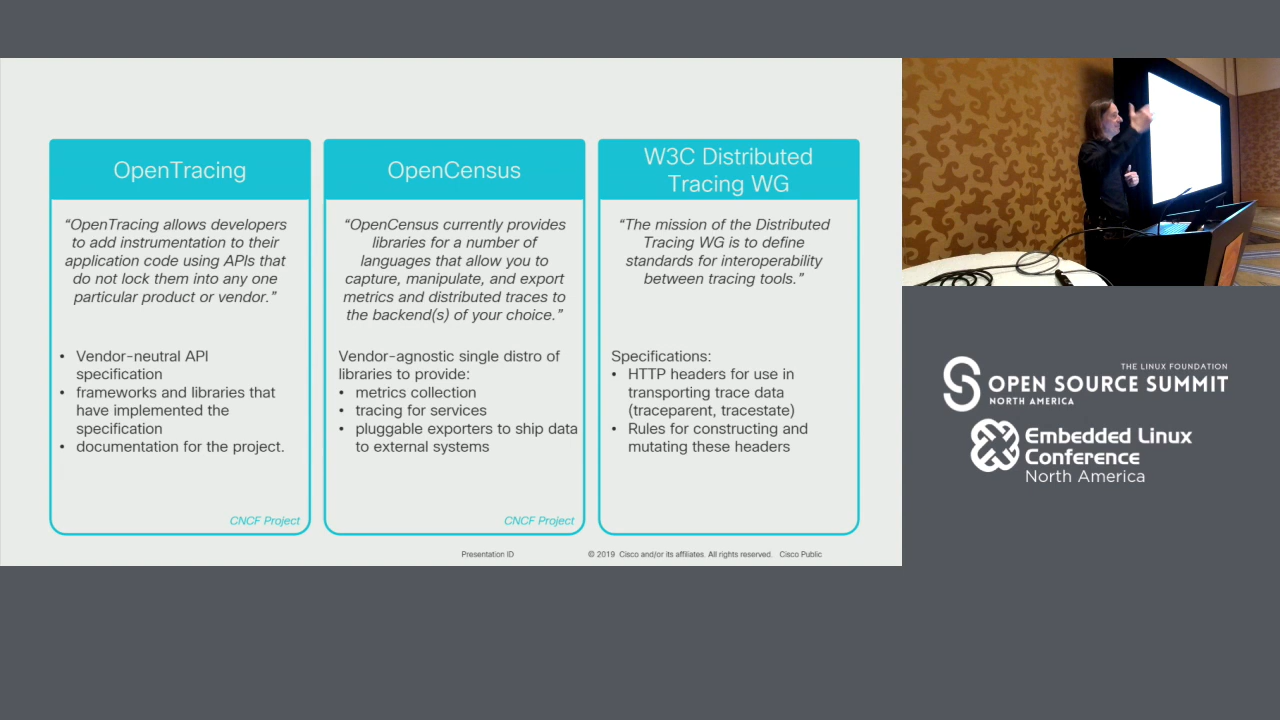 OpenTracing
“OpenTracing allows developers
to add instrumentation to their
application code using APIs that
do not lock them into any one
particular product or vendor.”
• Vendor-neutral API
specification
• frameworks and libraries that
have implemented the
specification
• documentation for the project.
CNCF Project
OpenCensus
“OpenCensus currently provides
libraries for a number of
languages that allow you to
capture, manipulate, and export
metrics and distributed traces to
the backend(s) of your choice.”
Vendor-agnostic single distro of
libraries to provide:
• metrics collection
• tracing for services
• pluggable exporters to ship data
to external systems
CNCF Project
W3C Distributed
Tracing WG
“The mission of the Distributed
Tracing WG is to define
standards for interoperability
between tracing tools.”
Specifications:
• HTTP headers for use in
transporting trace data
(traceparent, tracestate)
• Rules for constructing and
mutating these headers
Presentation ID
© 2019 Cisco and/or its affiliates. All rights reserved. Cisco Public
THE LINUX FOUNDATION
OPEN SOURCE SUMMIT
NORTH AMERICA
Embedded Linux
Conference
North America